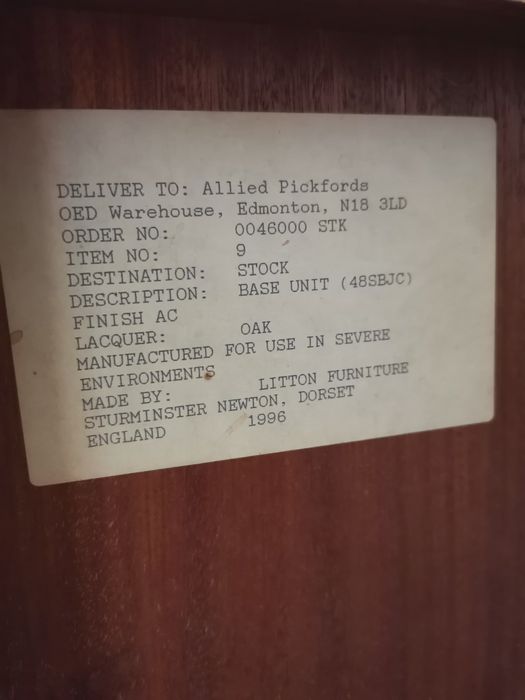 DELIVER TO: Allied Pickfords
OED Warehouse, Edmonton, N18 3LD
ORDER NO: 0046000 STK
ITEM NO: 9
DESTINATION: STOCK
DESCRIPTION: BASE UNIT (48SBJC)
FINISH AC
LACQUER: OAK
MANUFACTURED FOR USE IN SEVERE
ENVIRONMENTS
MADE BY: LITTON FURNITURE
STURMINSTER NEWTON, DORSET
ENGLAND 1996